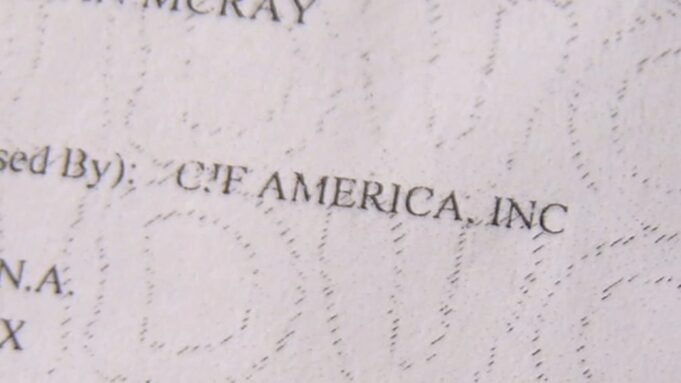 MCRAY
sed By): C.F AMERICA, INC
N.A.
X